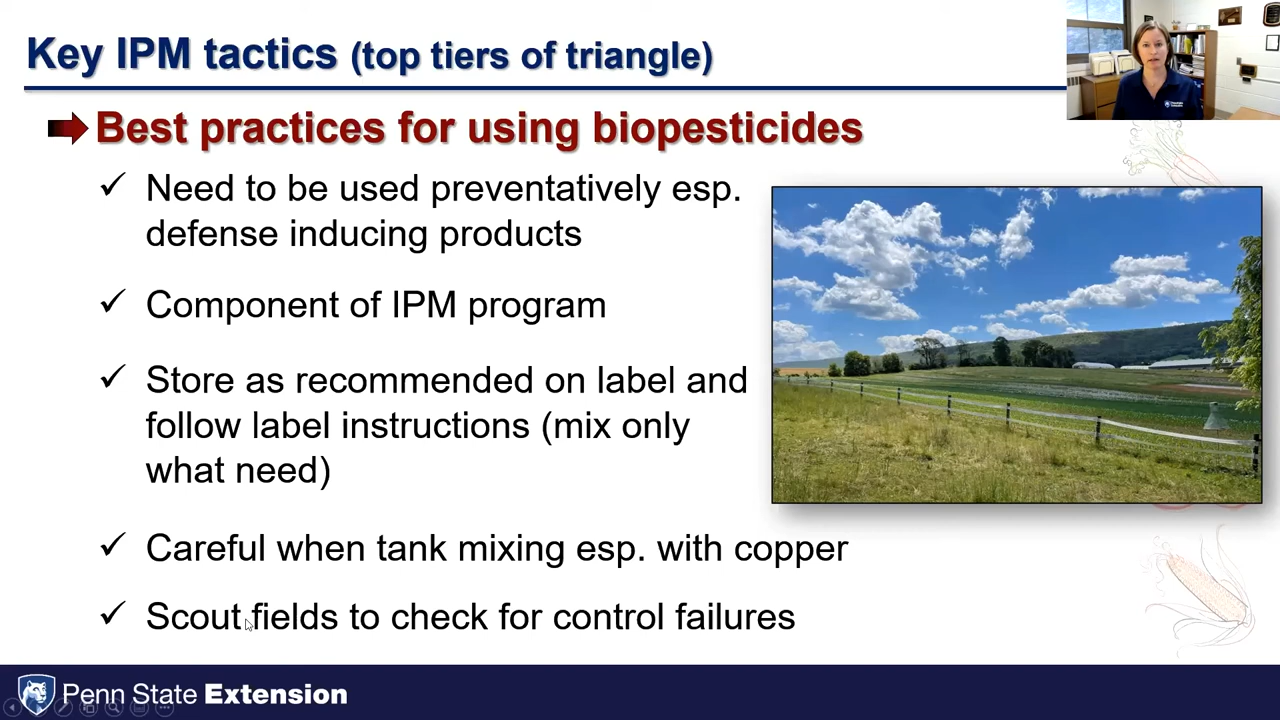 Key IPM tactics (top tiers of triangle)
Best practices for using biopesticides
✓ Need to be used preventatively esp.
defense inducing products
✓ Component of IPM program
✓ Store as recommended on label and
follow label instructions (mix only
what need)
✓ Careful when tank mixing esp. with copper
✓ Scout fields to check for control failures
Penn State Extension